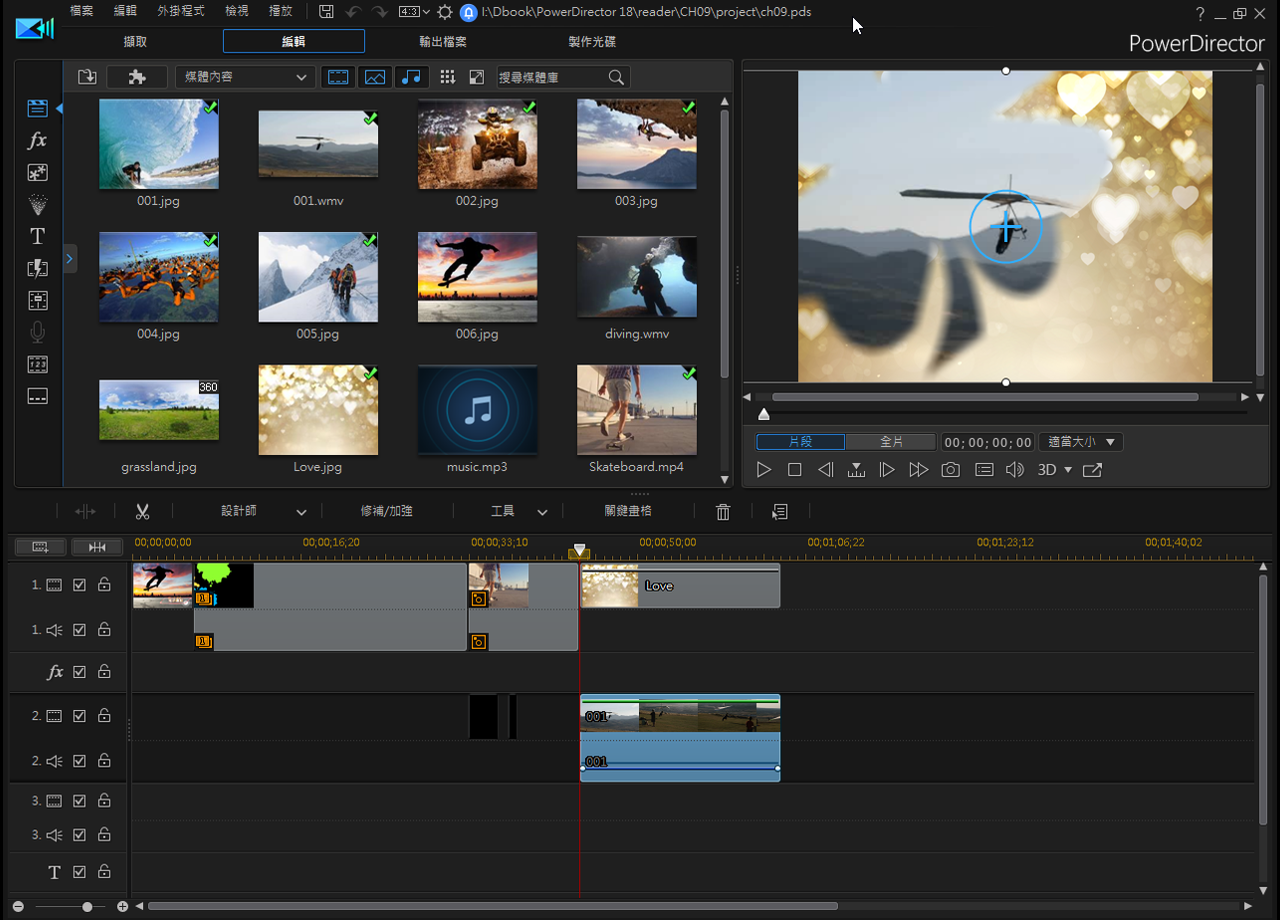 檔案 編輯 外掛程式 檢視 播放 4:3 I:\Dbook\PowerDirector 18\reader\CH09\project\ch09.pds ?
擷取 編輯 輸出檔案 製作光碟 PowerDirector
媒體內容 搜尋媒體庫
001.jpg 001.wmv 002.jpg 003.jpg
004.jpg 005.jpg 006.jpg diving.wmv
360
grassland.jpg Love.jpg music.mp3 Skateboard.mp4
fx
T
123
片段 全片 00; 00; 00; 00 適當大小
3D
設計師 修補/加強 工具 關鍵畫格
00;00;00;00 00;00;16;20 00;00;33;10 00;00;50;00 00;01;06;22 00;01;23;12 00;01;40;02
1. Love
1.
fx
2. 001
2. 001
3.
3.
T